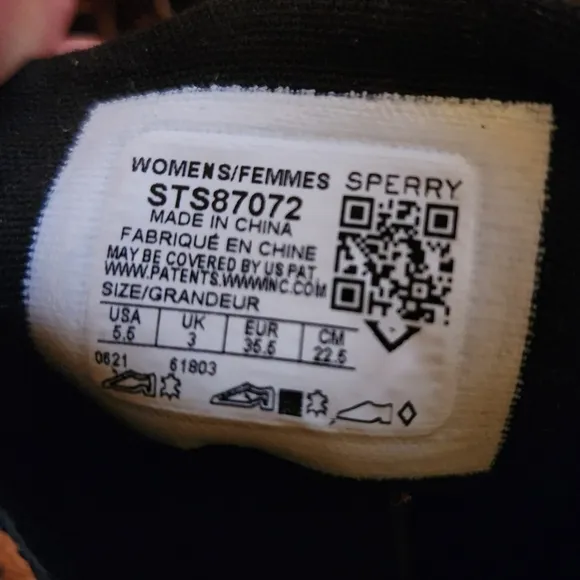 WOMENS/FEMMES SPERRY
STS87072
MADE IN CHINA
FABRIQUÉ EN CHINE
MAY BE COVERED BY US PAT.
WWW.PATENTS.WWWINC.COM
SIZE/GRANDEUR
USA UK EUR CM
5.5 3 35.5 22.5
0621 61803